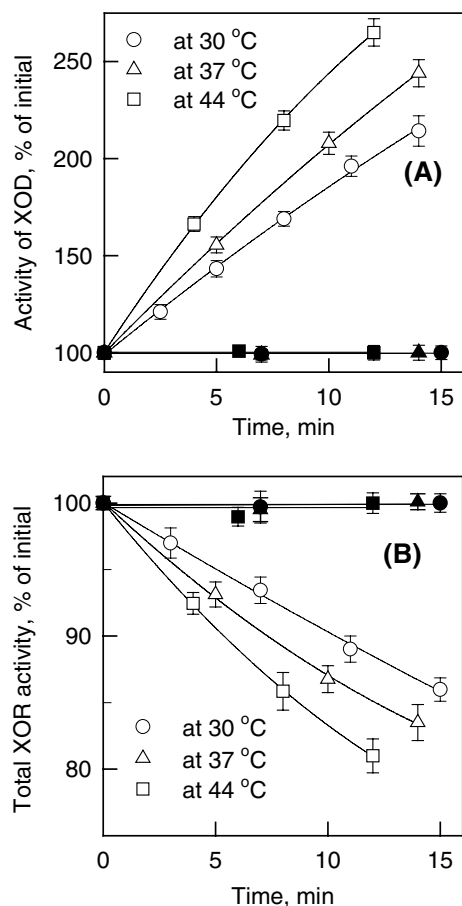 at 30 °C
at 37 °C
at 44 °C
(A)
Activity of XOD, % of initial
250
200
150
100
0 5 10 15
Time, min
100
(B)
Total XOR activity, % of initial
90
80
at 30 °C
at 37 °C
at 44 °C
0 5 10 15
Time, min